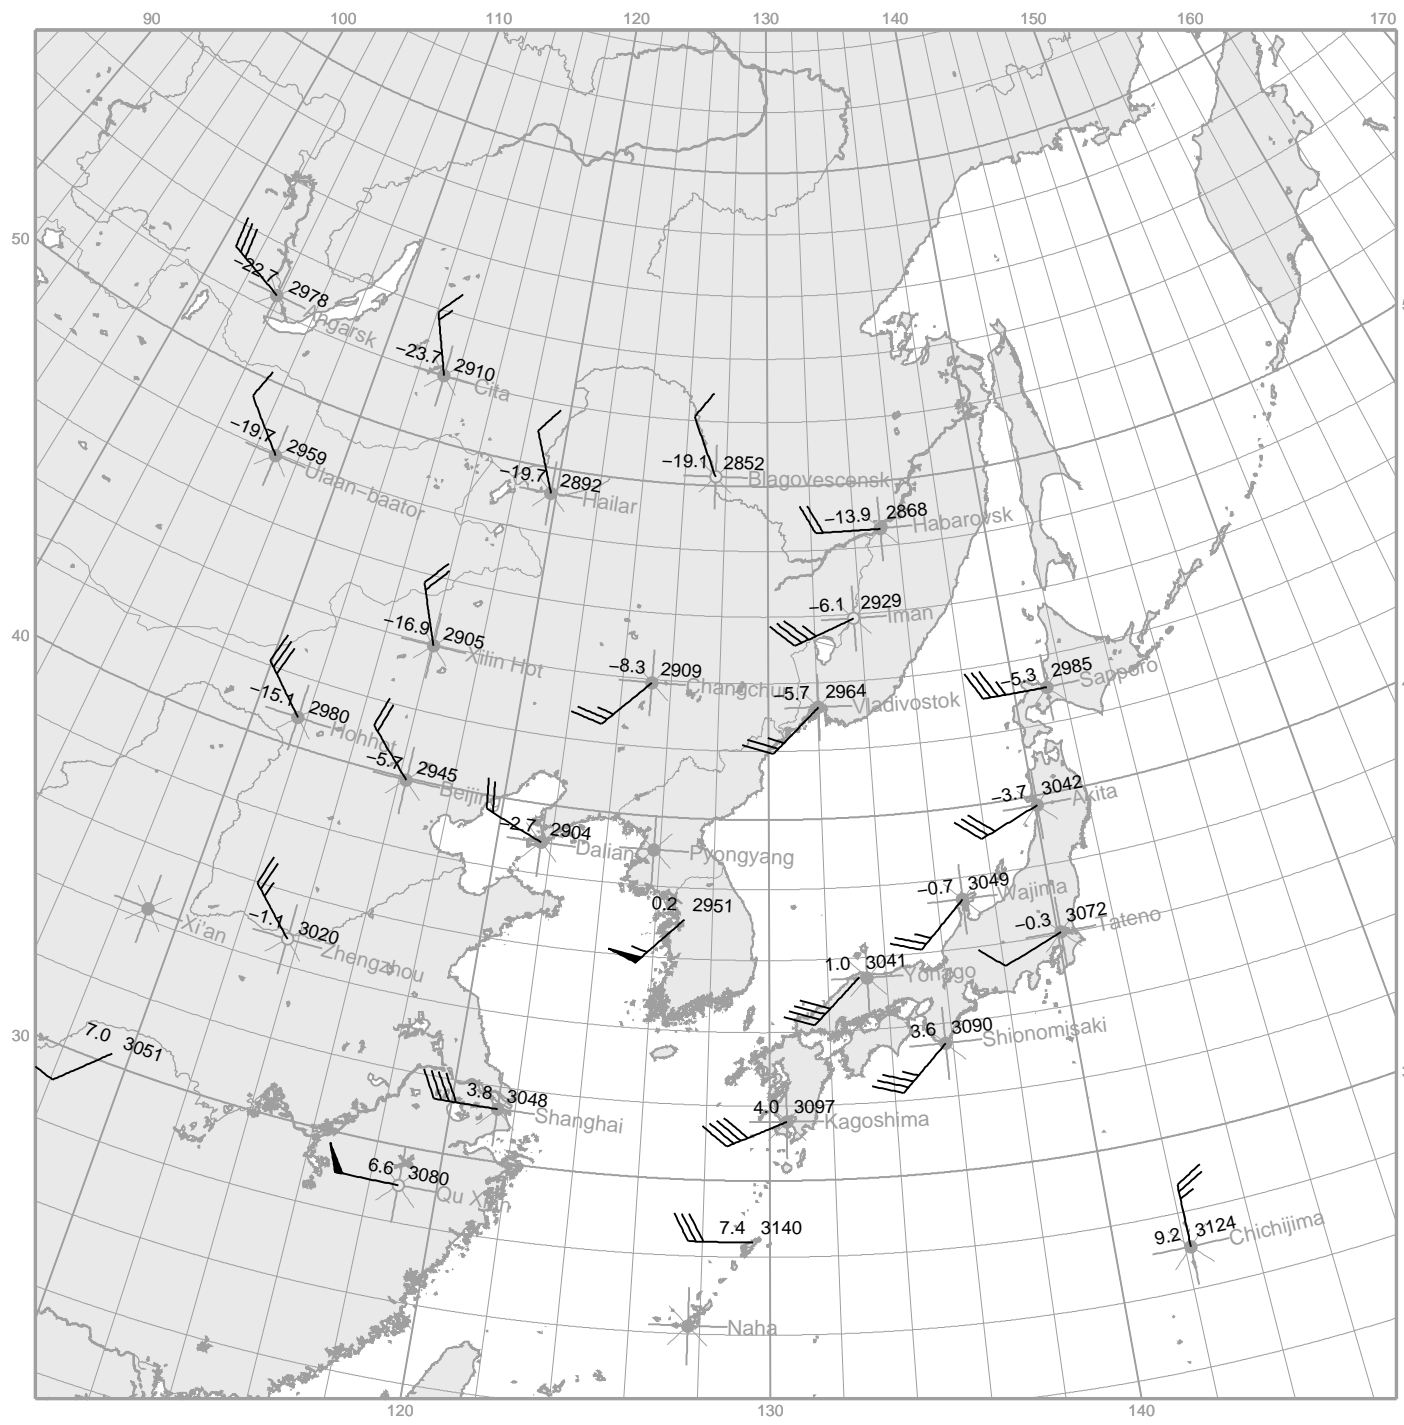 90 100 110 120 130 140 150 160 170
50
−22.7 2978
Angarsk
−23.7 2910
Cita
−19.7 2959
Ulaan−baator
−19.7 2892
Hailar
−19.1 2852
Blagovescensk
−13.9 2868
Habarovsk
−6.1 2929
Iman
40
−16.9 2905
Xilin Hot
−8.3 2909
Changchun
−5.7 2964
Vladivostok
−5.3 2985
Sapporo
−15.1 2980
Hohhot
−5.7 2945
Beijing
−3.7 3042
Akita
−2.7 2904
Dalian
Pyongyang
−0.7 3049
Wajima
0.2 2951
−0.3 3072
Tateno
Xi'an
−1.1 3020
Zhengzhou
1.0 3041
Yonago
30
7.0 3051
3.6 3090
Shionomisaki
3.8 3048
Shanghai
4.0 3097
Kagoshima
6.6 3080
Qu Xian
7.4 3140
9.2 3124
Chichijima
Naha
120 130 140